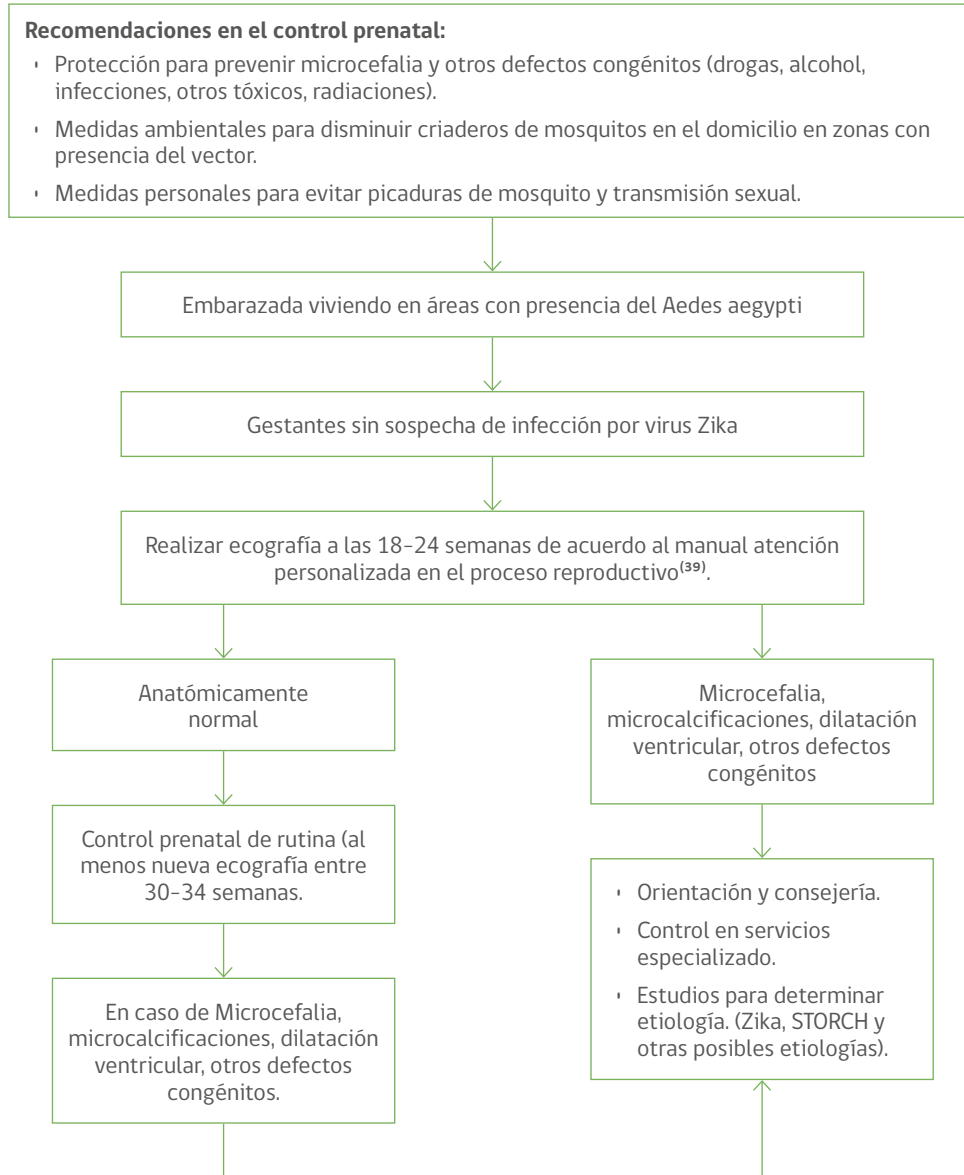 Recomendaciones en el control prenatal:
• Protección para prevenir microcefalia y otros defectos congénitos (drogas, alcohol,
infecciones, otros tóxicos, radiaciones).
• Medidas ambientales para disminuir criaderos de mosquitos en el domicilio en zonas con
presencia del vector.
• Medidas personales para evitar picaduras de mosquito y transmisión sexual.
Embarazada viviendo en áreas con presencia del Aedes aegypti
Gestantes sin sospecha de infección por virus Zika
Realizar ecografía a las 18-24 semanas de acuerdo al manual atención
personalizada en el proceso reproductivo(39).
Anatómicamente
normal
Control prenatal de rutina (al
menos nueva ecografía entre
30-34 semanas.
En caso de Microcefalia,
microcalcificaciones, dilatación
ventricular, otros defectos
congénitos.
Microcefalia,
microcalcificaciones, dilatación
ventricular, otros defectos
congénitos
• Orientación y consejería.
• Control en servicios
especializado.
• Estudios para determinar
etiología. (Zika, STORCH y
otras posibles etiologías).